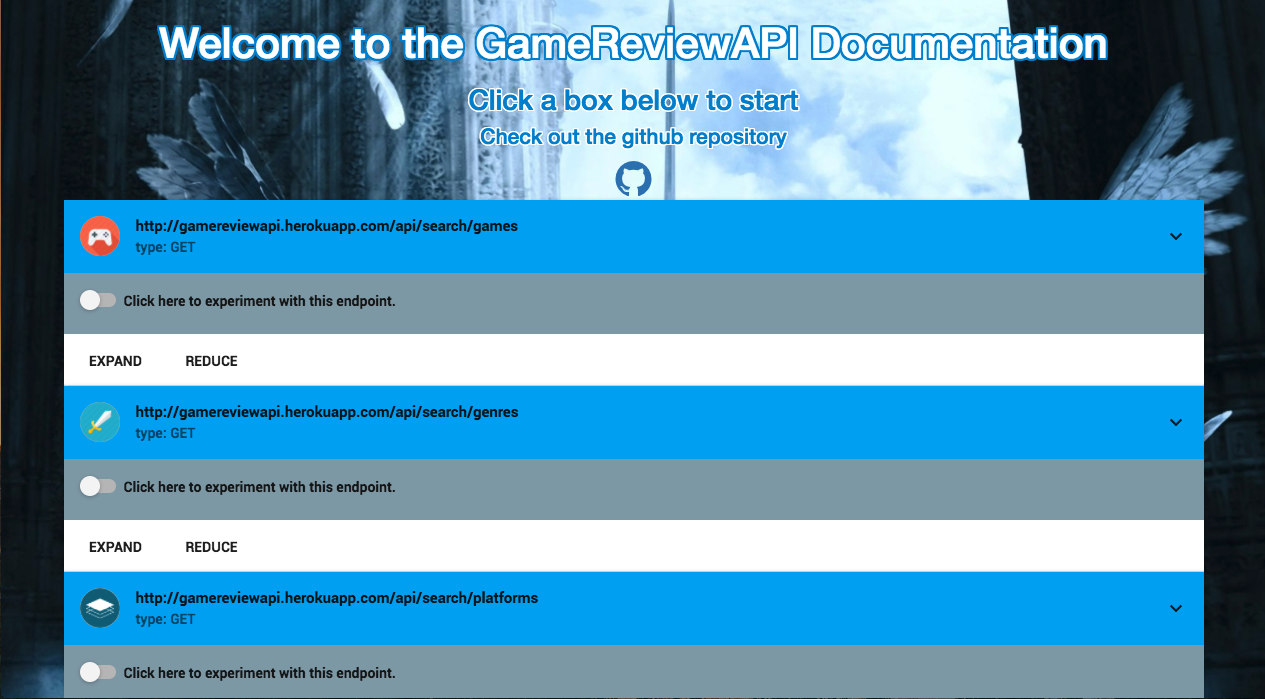 Welcome to the GameReviewAPI Documentation
Click a box below to start
Check out the github repository
http://gamereviewapi.herokuapp.com/api/search/games
type: GET
Click here to experiment with this endpoint.
EXPAND REDUCE
http://gamereviewapi.herokuapp.com/api/search/genres
type: GET
Click here to experiment with this endpoint.
EXPAND REDUCE
http://gamereviewapi.herokuapp.com/api/search/platforms
type: GET
Click here to experiment with this endpoint.